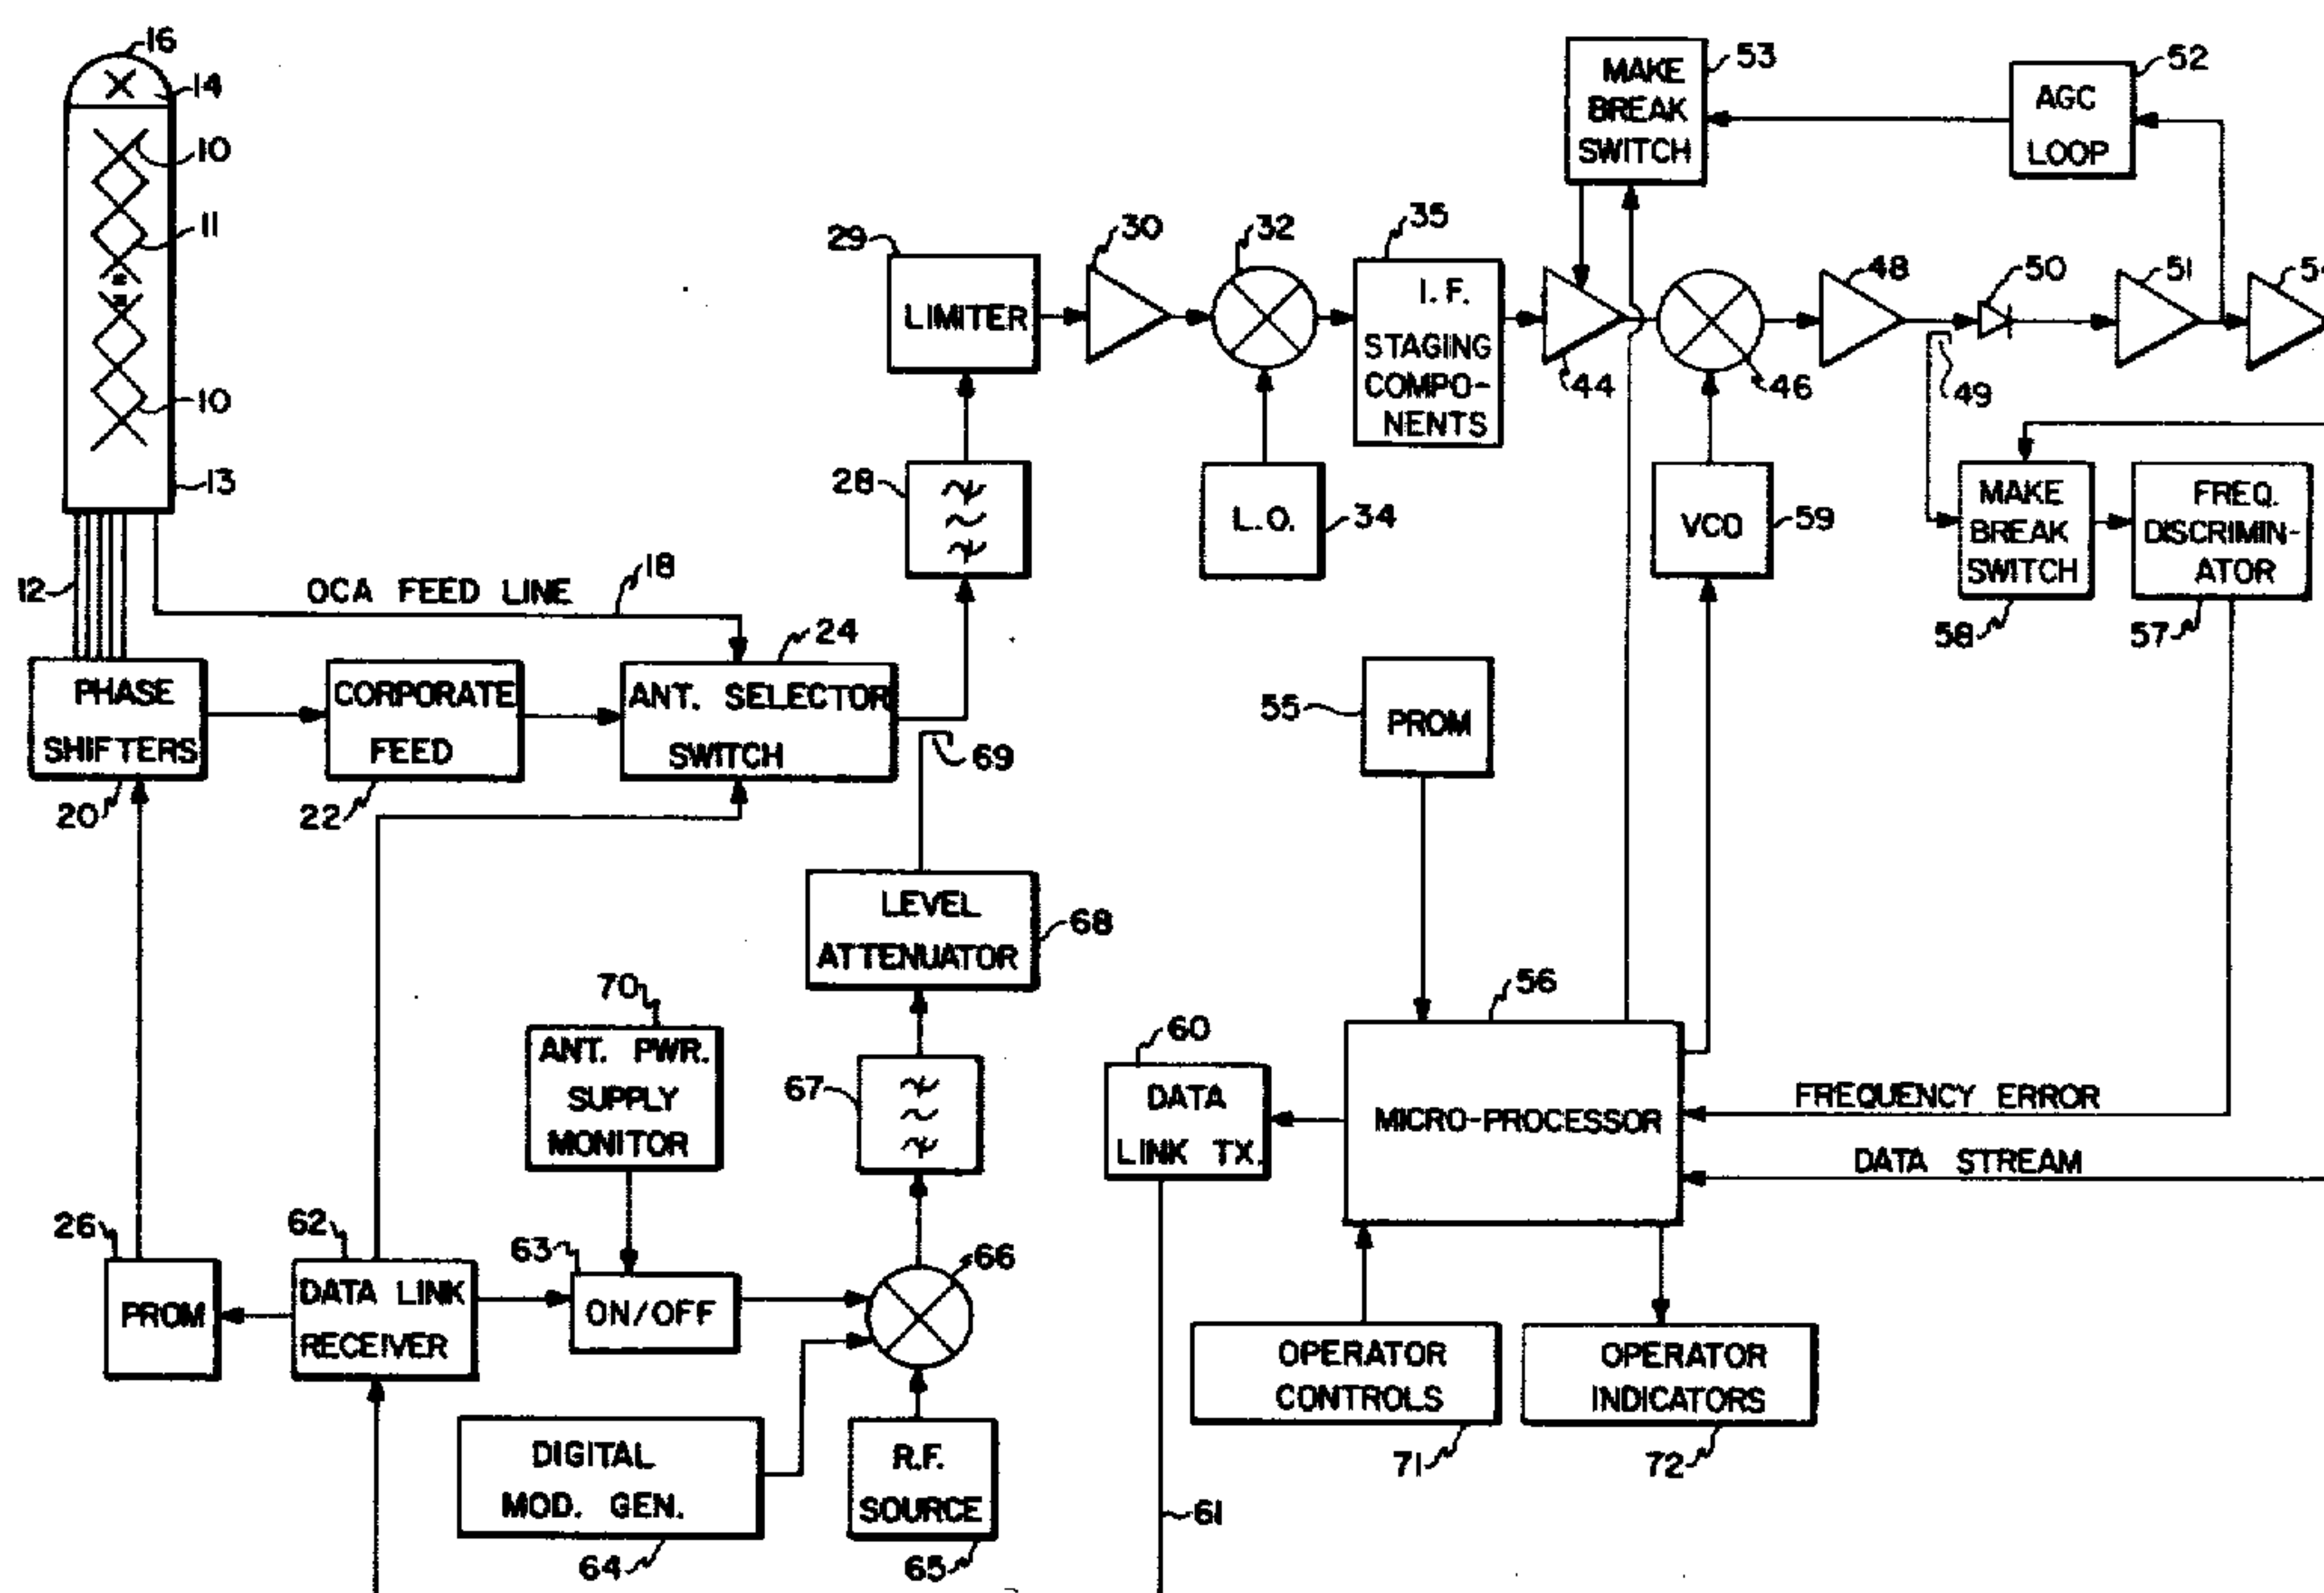 16
14
10
11
10
13
12
OCA FEED LINE
18
24
PHASE
SHIFTERS
20
CORPORATE
FEED
22
ANT. SELECTOR
SWITCH
69
28
29
LIMITER
30
32
L.O.
34
35
I.F.
STAGING
COMPO-
NENTS
44
MAKE
BREAK
SWITCH
53
AGC
LOOP
52
46
48
50
49
51
VCO
59
MAKE
BREAK
SWITCH
58
FREQ.
DISCRIMIN-
ATOR
57
55
PROM
56
MICRO-PROCESSOR
FREQUENCY ERROR
DATA STREAM
60
DATA
LINK TX.
61
OPERATOR
CONTROLS
71
OPERATOR
INDICATORS
72
LEVEL
ATTENUATOR
68
67
66
70
ANT. PWR.
SUPPLY
MONITOR
63
ON/OFF
62
DATA LINK
RECEIVER
26
PROM
DIGITAL
MOD. GEN.
64
R.F.
SOURCE
65